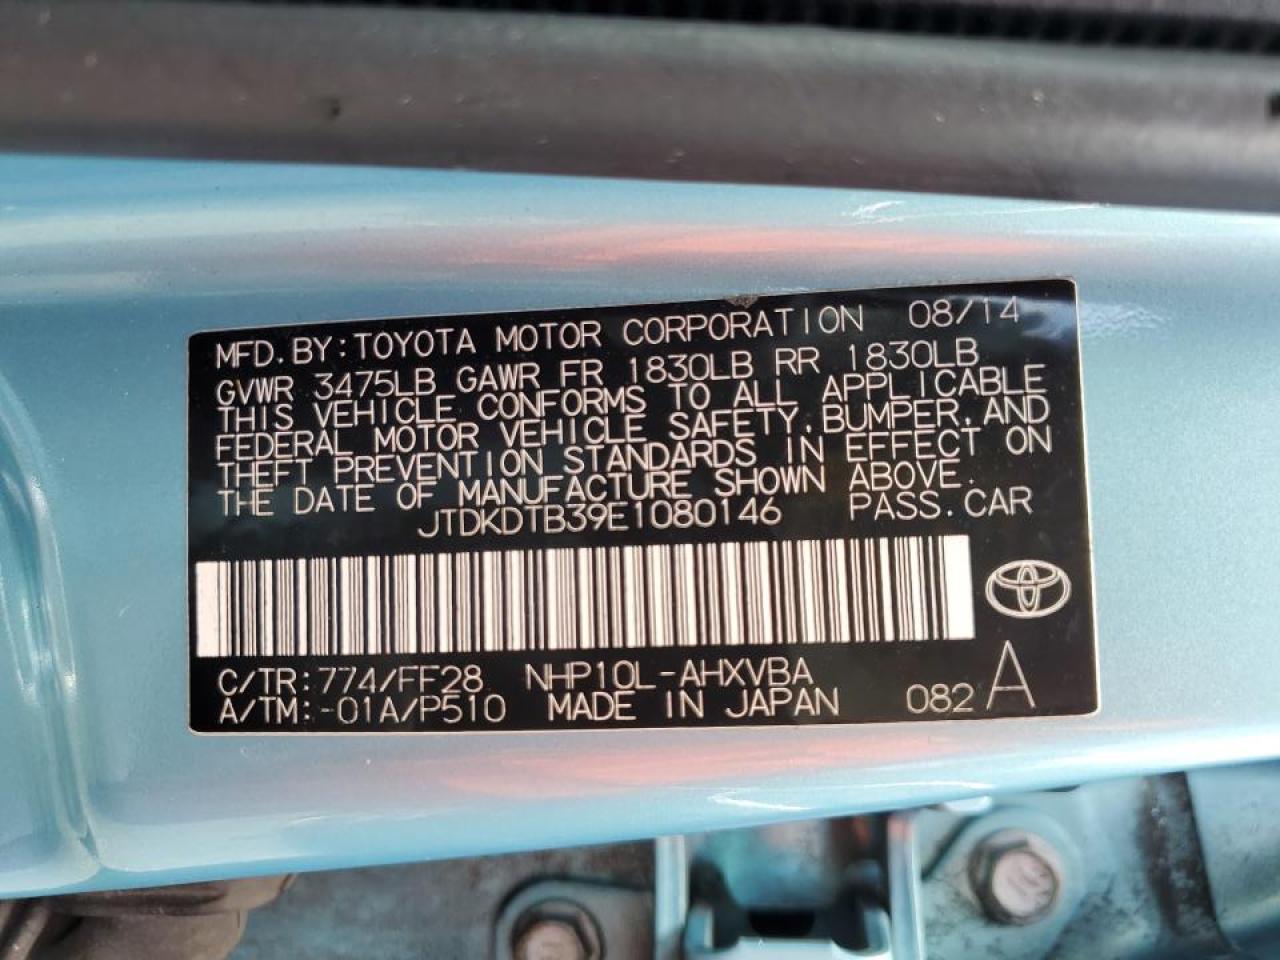 MFD. BY: TOYOTA MOTOR CORPORATION 08/14
GVWR 3475LB GAWR FR 1830LB RR 1830LB
THIS VEHICLE CONFORMS TO ALL APPLICABLE
FEDERAL MOTOR VEHICLE SAFETY, BUMPER, AND
THEFT PREVENTION STANDARDS IN EFFECT ON
THE DATE OF MANUFACTURE SHOWN ABOVE.
JTDKDTB39E1080146 PASS. CAR
C/TR: 774/FF28 NHP10L-AHXVBA
A/TM: -01A/P510 MADE IN JAPAN 082 A